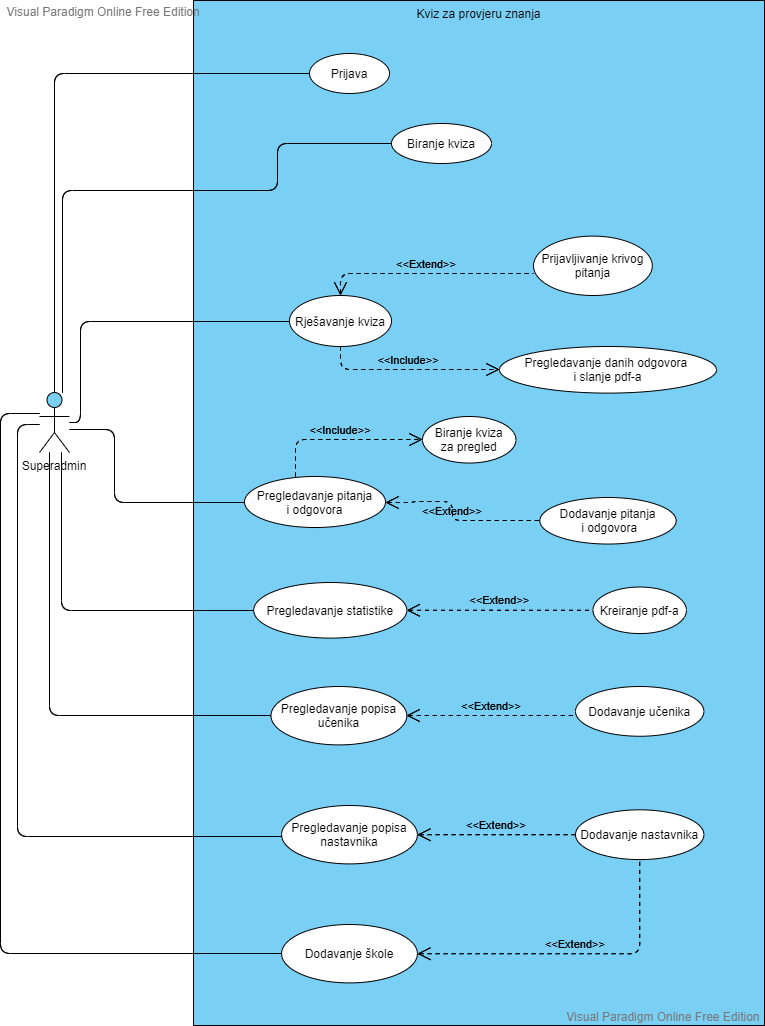 Visual Paradigm Online Free Edition
Kviz za provjeru znanja
Prijava
Biranje kviza
<<Extend>>
Prijavljivanje krivog
pitanja
Rješavanje kviza
<<Include>>
Pregledavanje danih odgovora
i slanje pdf-a
<<Include>>
Biranje kviza
za pregled
Superadmin
Pregledavanje pitanja
i odgovora
<<Extend>>
Dodavanje pitanja
i odgovora
Pregledavanje statistike
<<Extend>>
Kreiranje pdf-a
Pregledavanje popisa
učenika
<<Extend>>
Dodavanje učenika
Pregledavanje popisa
nastavnika
<<Extend>>
Dodavanje nastavnika
Dodavanje škole
<<Extend>>
Visual Paradigm Online Free Edition